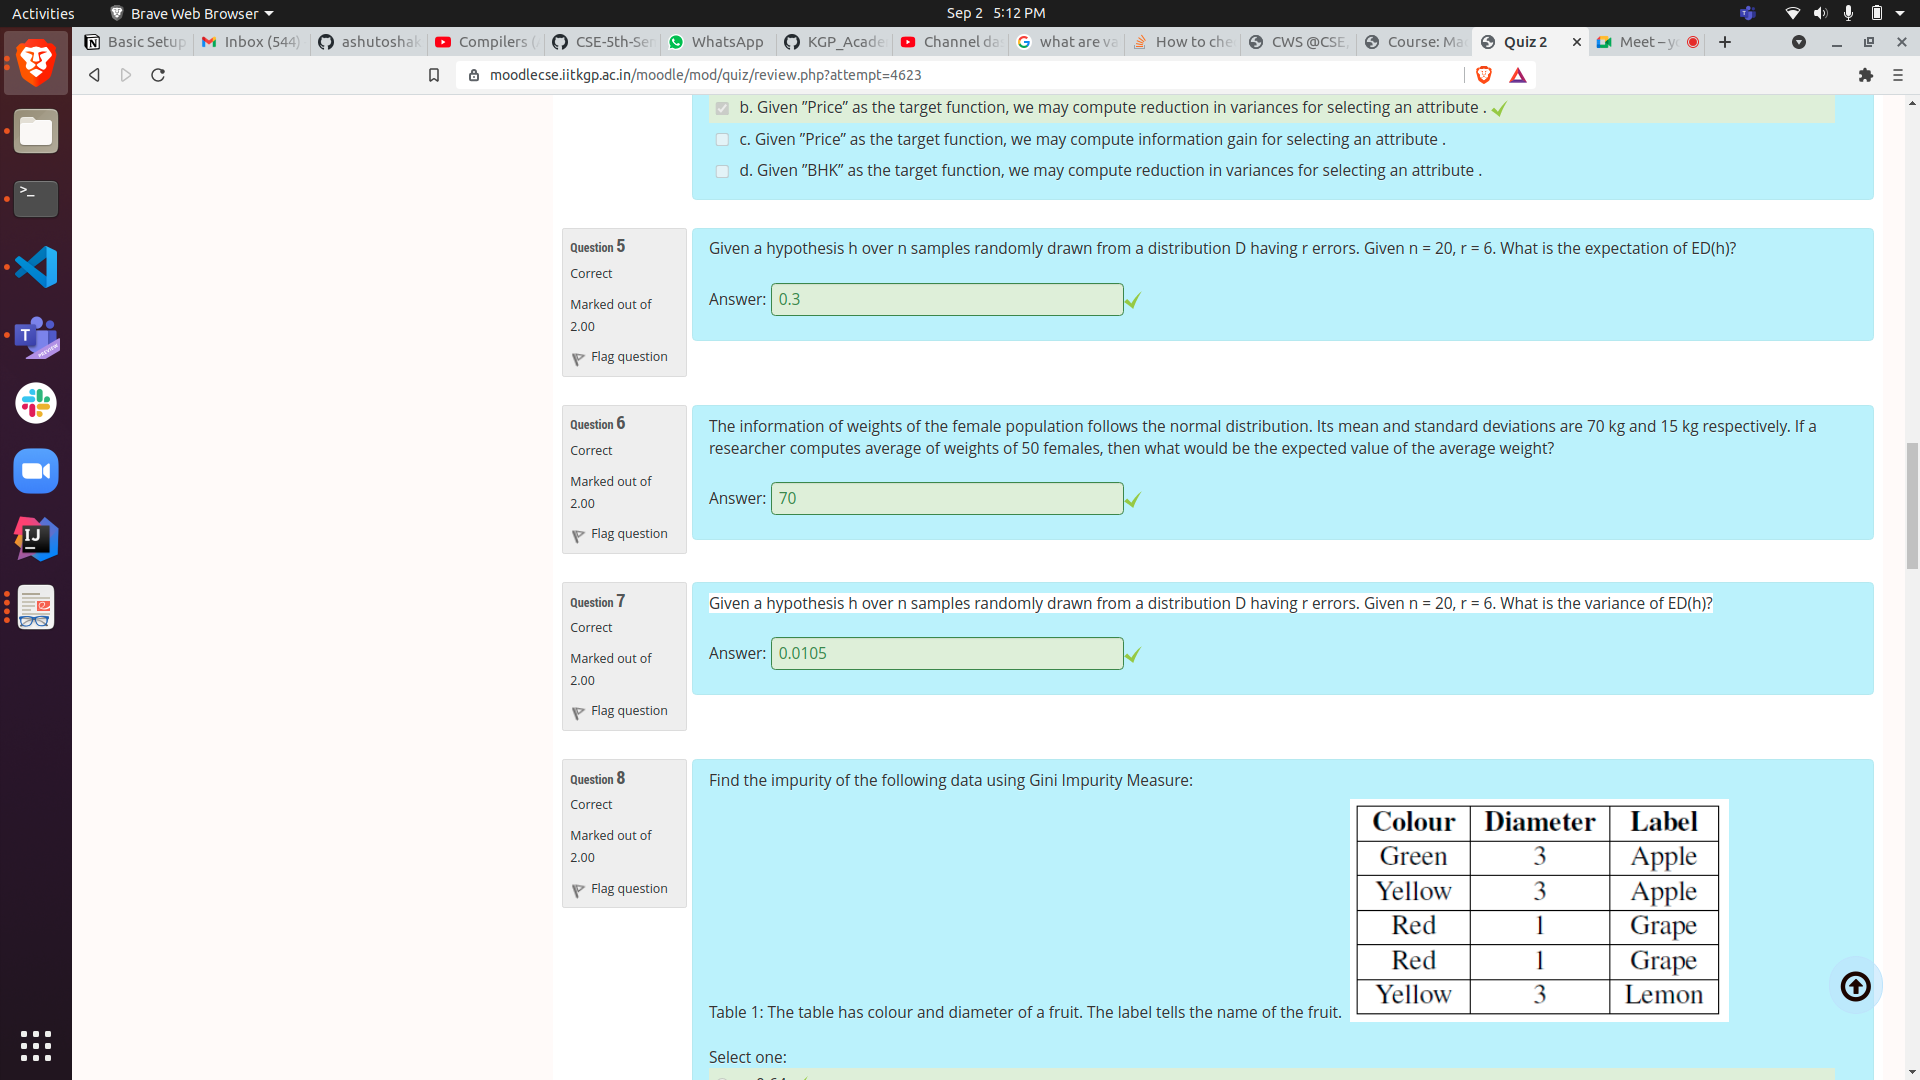 Activities
Brave Web Browser
Sep 2 5:12 PM
Basic Setup
Inbox (544)
ashutoshak
Compilers (
CSE-5th-Sem
WhatsApp
KGP_Acade
Channel da
what are va
How to che
CWS @CSE,
Course: Ma
Quiz 2
Meet – yo
moodlecse.iitkgp.ac.in/moodle/mod/quiz/review.php?attempt=4623
b. Given ”Price” as the target function, we may compute reduction in variances for selecting an attribute .
c. Given ”Price” as the target function, we may compute information gain for selecting an attribute .
d. Given ”BHK” as the target function, we may compute reduction in variances for selecting an attribute .
Question 5
Correct
Marked out of
2.00
Flag question
Given a hypothesis h over n samples randomly drawn from a distribution D having r errors. Given n = 20, r = 6. What is the expectation of ED(h)?
Answer: 0.3
Question 6
Correct
Marked out of
2.00
Flag question
The information of weights of the female population follows the normal distribution. Its mean and standard deviations are 70 kg and 15 kg respectively. If a
researcher computes average of weights of 50 females, then what would be the expected value of the average weight?
Answer: 70
Question 7
Correct
Marked out of
2.00
Flag question
Given a hypothesis h over n samples randomly drawn from a distribution D having r errors. Given n = 20, r = 6. What is the variance of ED(h)?
Answer: 0.0105
Question 8
Correct
Marked out of
2.00
Flag question
Find the impurity of the following data using Gini Impurity Measure:
Colour Diameter Label
Green 3 Apple
Yellow 3 Apple
Red 1 Grape
Red 1 Grape
Yellow 3 Lemon
Table 1: The table has colour and diameter of a fruit. The label tells the name of the fruit.
Select one: